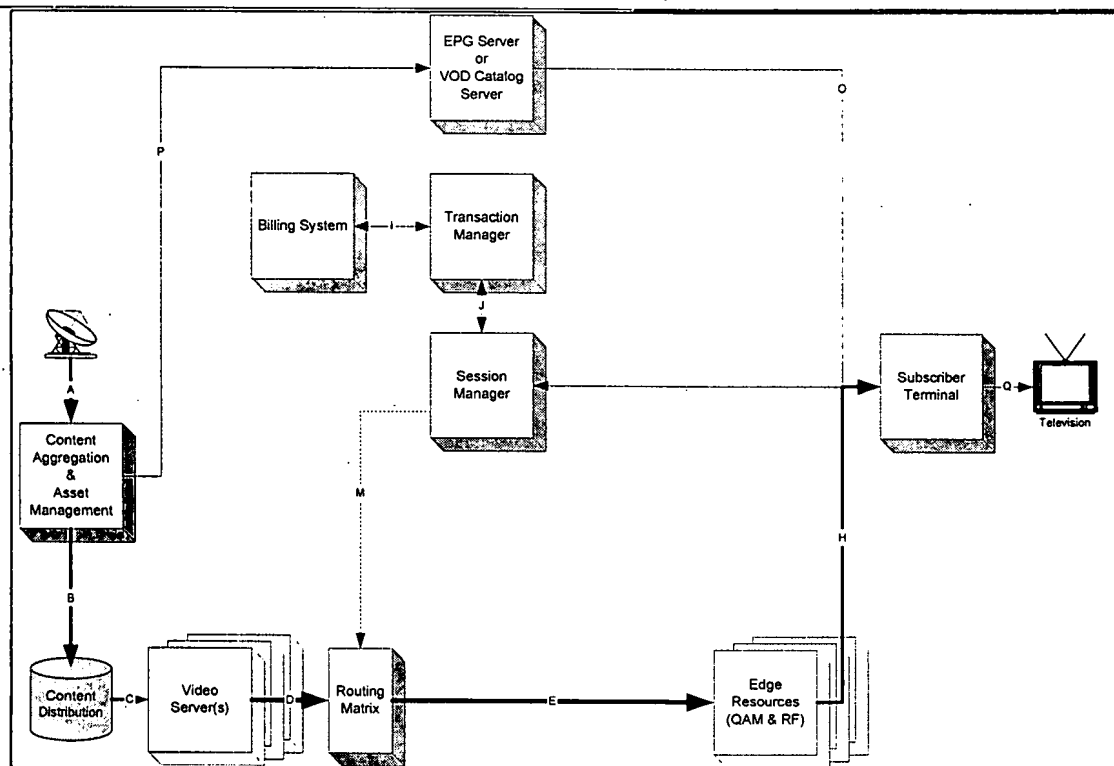 EPG Server
or
VOD Catalog
Server
O
P
Billing System
I
Transaction
Manager
J
A
Session
Manager
Subscriber
Terminal
Q
Television
Content
Aggregation
&
Asset
Management
M
H
B
Content
Distribution
C
Video
Server(s)
D
Routing
Matrix
E
Edge
Resources
(QAM & RF)